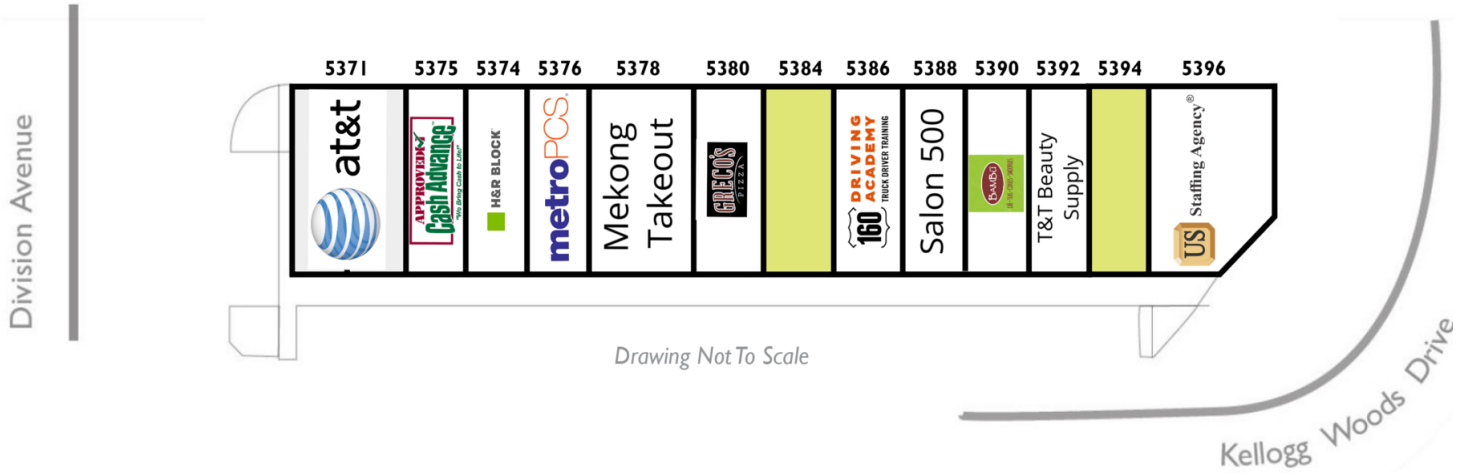 5371 5375 5374 5376 5378 5380 5384 5386 5388 5390 5392 5394 5396
at&t
APPROVED
Cash Advance
"We Bring Cash to Life!"
H&R BLOCK
metroPCS.
Mekong
Takeout
GRECO'S
PIZZA
160 DRIVING
ACADEMY
TRUCK DRIVER TRAINING
Salon 500
BAMBŪ
T&T Beauty
Supply
US Staffing Agency®
Division Avenue
Drawing Not To Scale
Kellogg Woods Drive